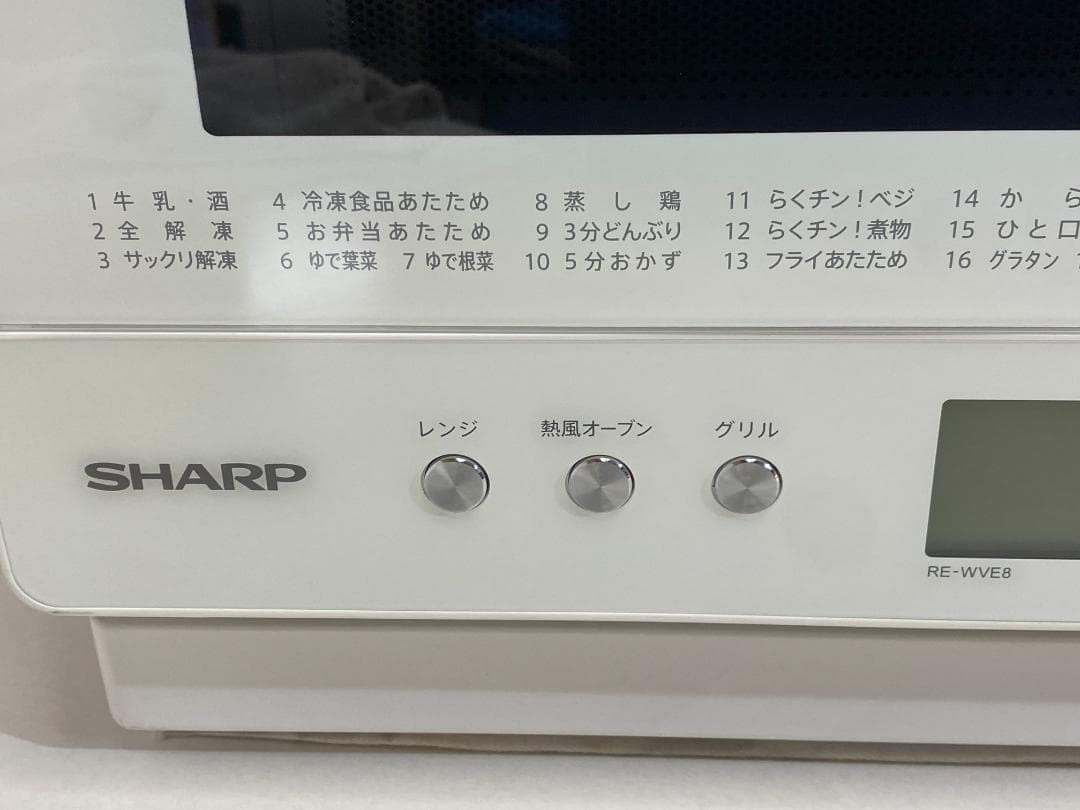 1 牛乳・酒 4 冷凍食品あたため 8 蒸し鶏 11 らくチン!ベジ 14 から
2 全解凍 5 お弁当あたため 9 3分どんぶり 12 らくチン!煮物 15 ひと口
3 サックリ解凍 6 ゆで葉菜 7 ゆで根菜 10 5分おかず 13 フライあたため 16 グラタン
レンジ 熱風オーブン グリル
SHARP
RE-WVE8